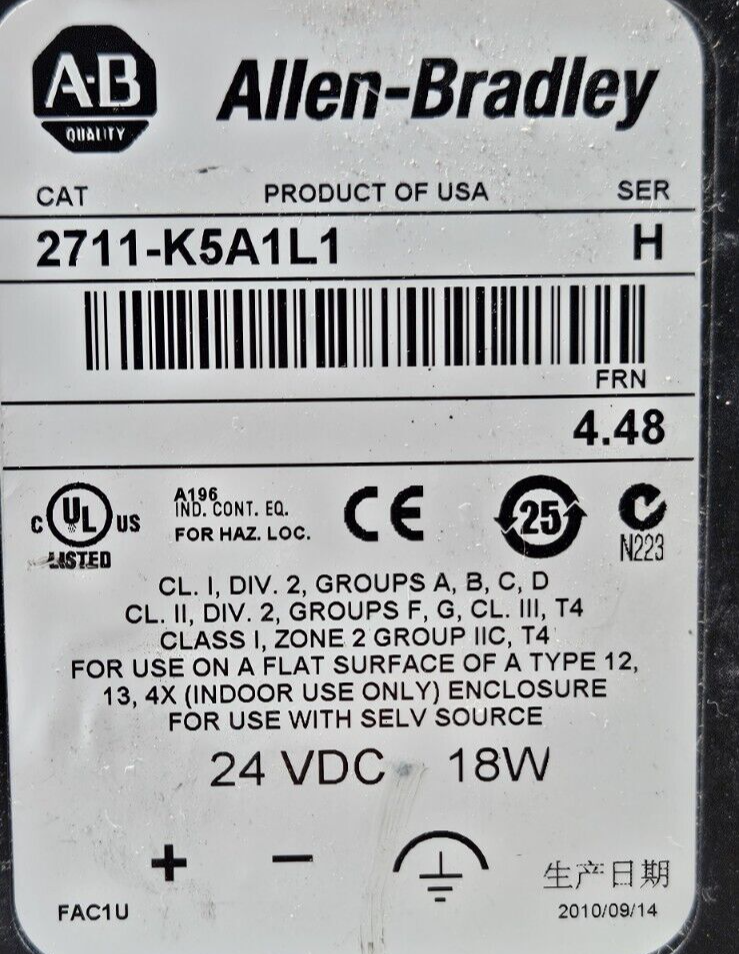 A-B
QUALITY
Allen-Bradley
CAT PRODUCT OF USA SER
2711-K5A1L1 H
FRN
4.48
C UL US
LISTED
A196
IND. CONT. EQ.
FOR HAZ. LOC.
CE
25
N223
CL. I, DIV. 2, GROUPS A, B, C, D
CL. II, DIV. 2, GROUPS F, G, CL. III, T4
CLASS I, ZONE 2 GROUP IIC, T4
FOR USE ON A FLAT SURFACE OF A TYPE 12,
13, 4X (INDOOR USE ONLY) ENCLOSURE
FOR USE WITH SELV SOURCE
24 VDC 18W
+ −
生产日期
FAC1U 2010/09/14